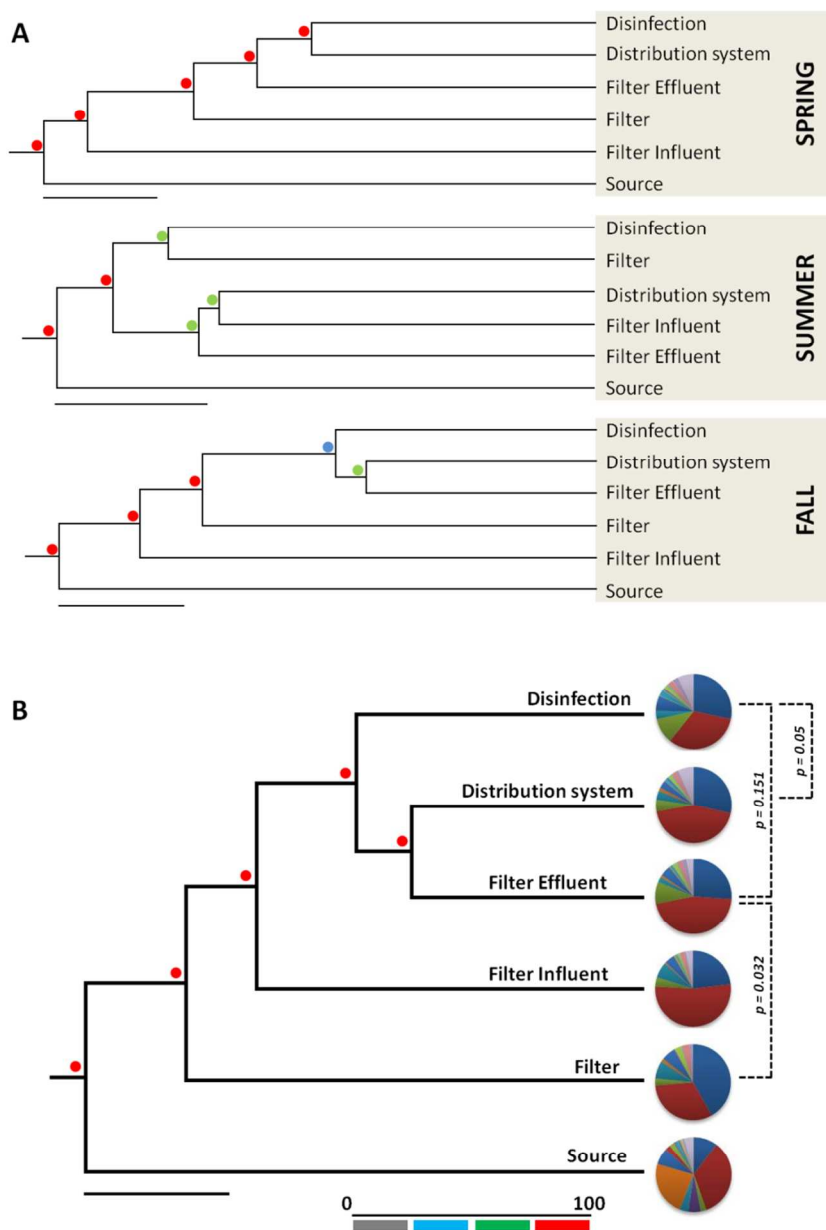 A
Disinfection
Distribution system
Filter Effluent
Filter
Filter Influent
Source
SPRING
Disinfection
Filter
Distribution system
Filter Influent
Filter Effluent
Source
SUMMER
Disinfection
Distribution system
Filter Effluent
Filter
Filter Influent
Source
FALL
B
Disinfection
Distribution system
Filter Effluent
Filter Influent
Filter
Source
p = 0.05
p = 0.151
p = 0.032
0 100